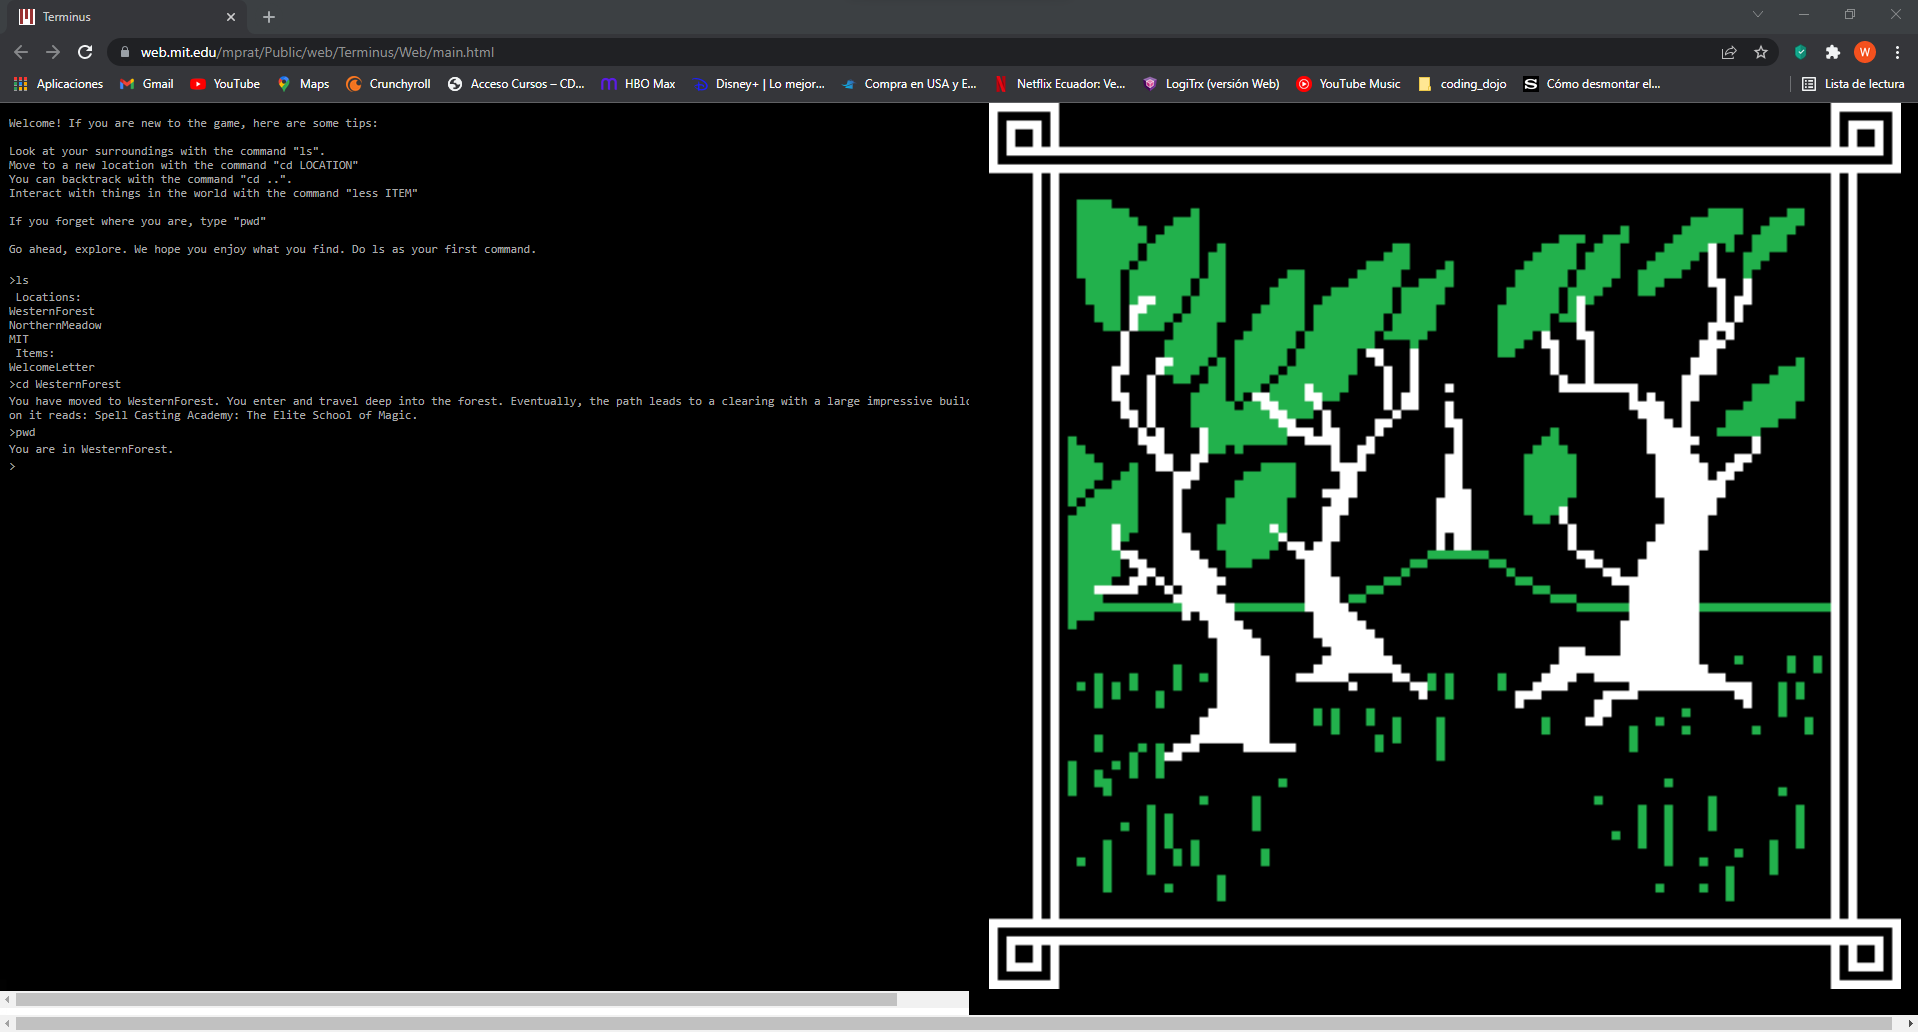 Terminus
web.mit.edu/mprat/Public/web/Terminus/Web/main.html
W
Aplicaciones Gmail YouTube Maps Crunchyroll Acceso Cursos – CD... HBO Max Disney+ | Lo mejor... Compra en USA y E... Netflix Ecuador: Ve... LogiTrx (versión Web) YouTube Music coding_dojo Cómo desmontar el... Lista de lectura
Welcome! If you are new to the game, here are some tips:
Look at your surroundings with the command "ls".
Move to a new location with the command "cd LOCATION"
You can backtrack with the command "cd ..".
Interact with things in the world with the command "less ITEM"
If you forget where you are, type "pwd"
Go ahead, explore. We hope you enjoy what you find. Do ls as your first command.
>ls
Locations:
WesternForest
NorthernMeadow
MIT
Items:
WelcomeLetter
>cd WesternForest
You have moved to WesternForest. You enter and travel deep into the forest. Eventually, the path leads to a clearing with a large impressive
on it reads: Spell Casting Academy: The Elite School of Magic.
>pwd
You are in WesternForest.
>